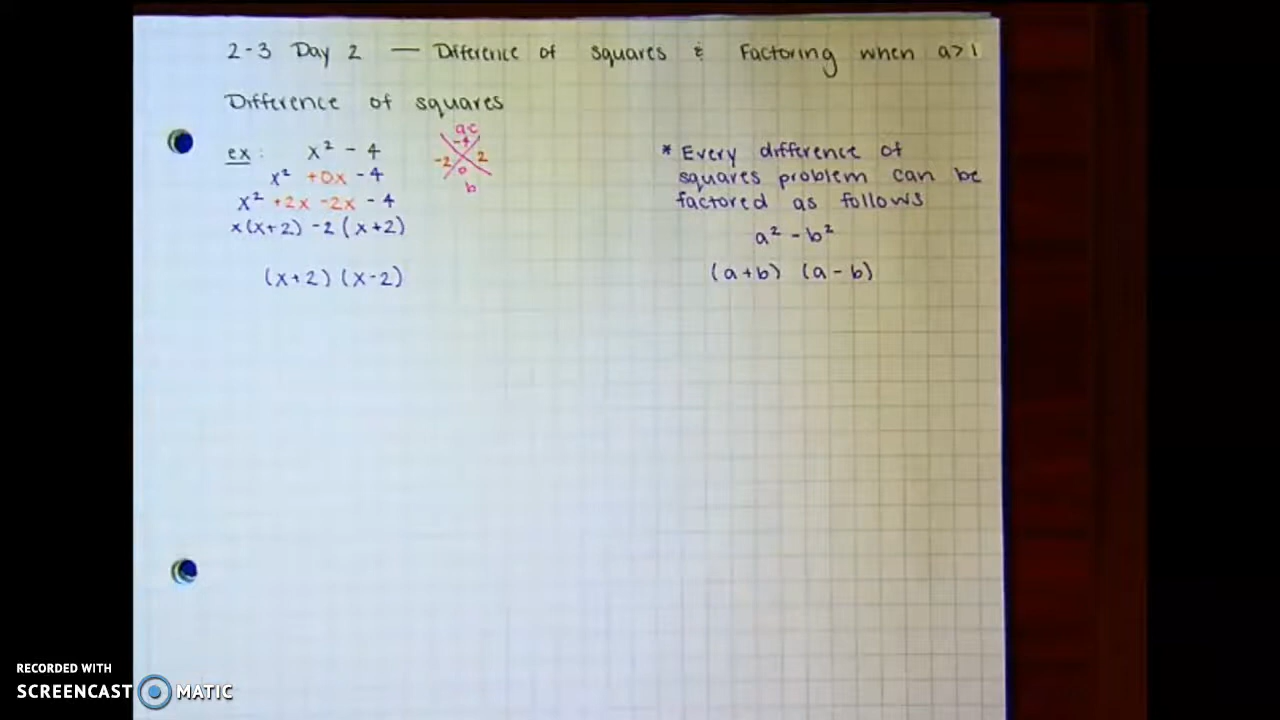 2-3 Day 2 — Difference of squares & Factoring when a>1
Difference of squares
ex: x² - 4
x² +0x -4
x² +2x -2x -4
x(x+2) -2(x+2)
(x+2)(x-2)
ac
-4
-2 2
0
b
* Every difference of
squares problem can be
factored as follows
a² - b²
(a+b) (a-b)
RECORDED WITH
SCREENCAST MATIC